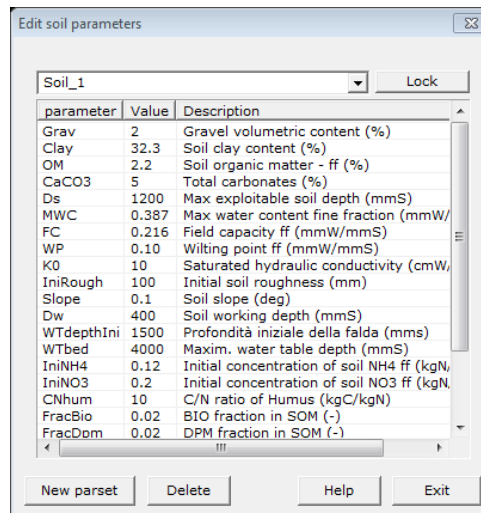 Edit soil parameters
Soil_1 Lock
parameter Value Description
Grav 2 Gravel volumetric content (%)
Clay 32.3 Soil clay content (%)
OM 2.2 Soil organic matter - ff (%)
CaCO3 5 Total carbonates (%)
Ds 1200 Max exploitable soil depth (mmS)
MWC 0.387 Max water content fine fraction (mmW/
FC 0.216 Field capacity ff (mmW/mmS)
WP 0.10 Wilting point ff (mmW/mmS)
K0 10 Saturated hydraulic conductivity (cmW,
IniRough 100 Initial soil roughness (mm)
Slope 0.1 Soil slope (deg)
Dw 400 Soil working depth (mmS)
WTdepthIni 1500 Profondità iniziale della falda (mms)
WTbed 4000 Maxim. water table depth (mmS)
IniNH4 0.12 Initial concentration of soil NH4 ff (kgN/
IniNO3 0.2 Initial concentration of soil NO3 ff (kgN,
CNhum 10 C/N ratio of Humus (kgC/kgN)
FracBio 0.02 BIO fraction in SOM (-)
FracDpm 0.02 DPM fraction in SOM (-)
New parset Delete Help Exit